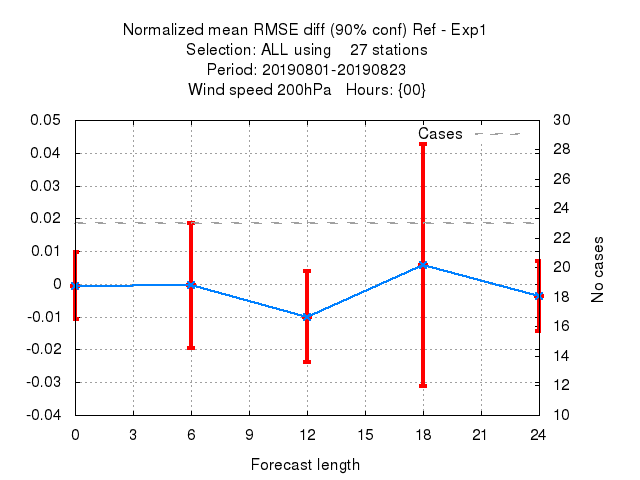 Normalized mean RMSE diff (90% conf) Ref - Exp1
Selection: ALL using    27 stations
Period: 20190801-20190823
Wind speed 200hPa   Hours: {00}
Cases
0.05
0.04
0.03
0.02
0.01
0
-0.01
-0.02
-0.03
-0.04
30
28
26
24
22
20
18
16
14
12
10
No cases
0 3 6 9 12 15 18 21 24
Forecast length